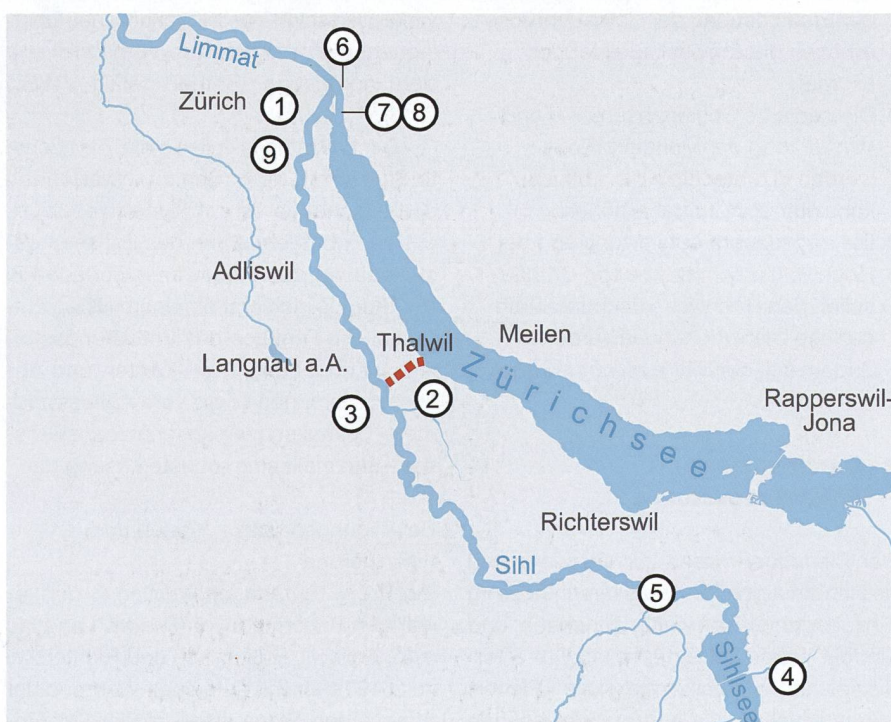 Limmat
6
Zürich
1
7
8
9
Adliswil
Thalwil
Meilen
Langnau a.A.
Zürichsee
2
3
Rapperswil-
Jona
Richterswil
Sihl
5
Sihlsee
4